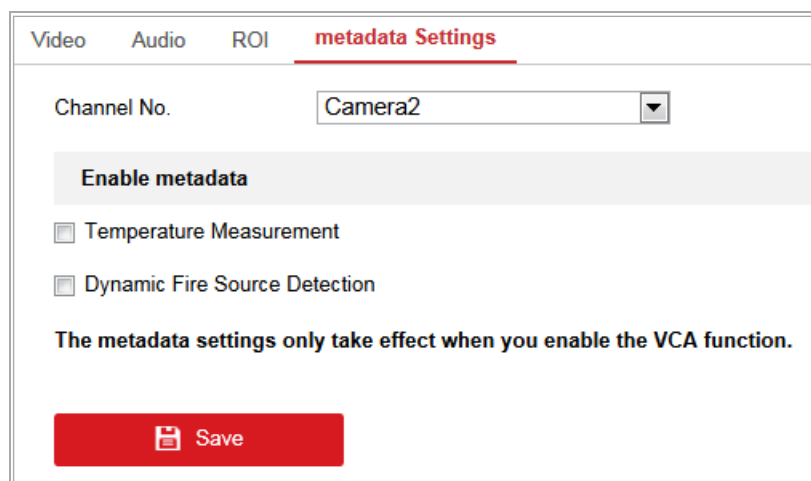 Video Audio ROI metadata Settings
Channel No. Camera2
Enable metadata
Temperature Measurement
Dynamic Fire Source Detection
The metadata settings only take effect when you enable the VCA function.
Save